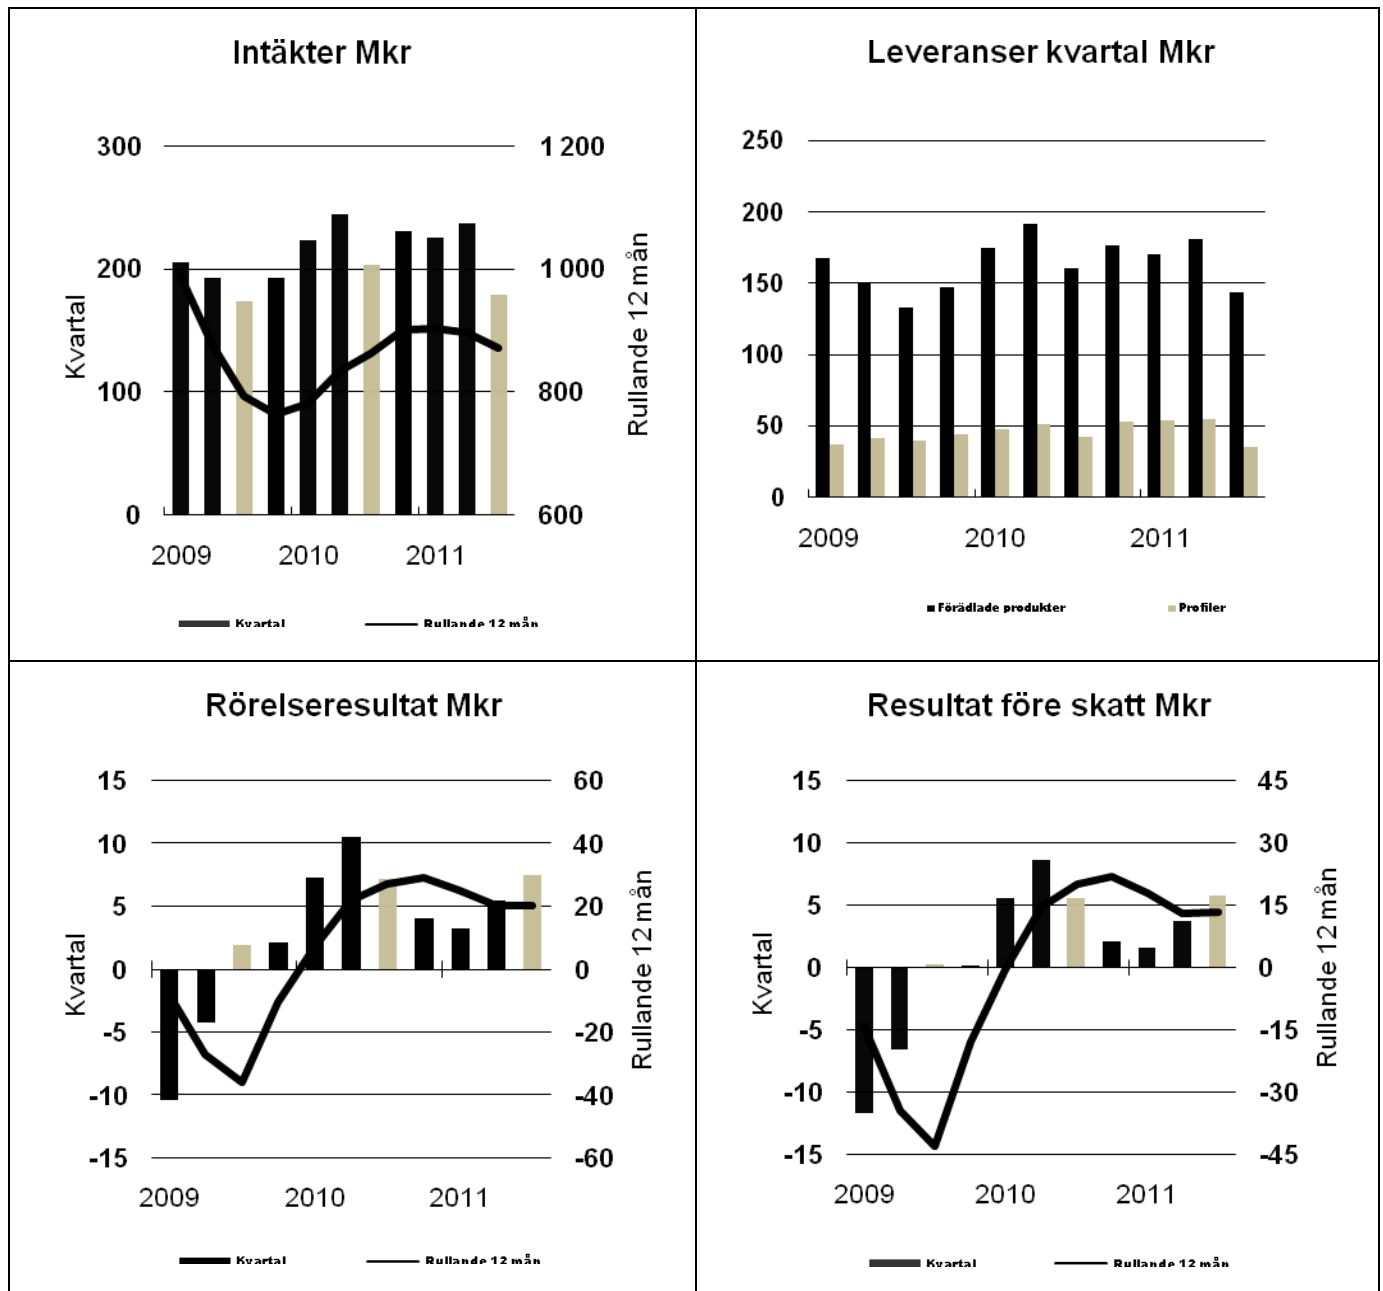 Intäkter Mkr
300 1 200
200 1 000
100 800
0 600
Kvartal
Rullande 12 mån
2009 2010 2011
Kvartal Rullande 12 mån
Leveranser kvartal Mkr
250
200
150
100
50
0
2009 2010 2011
Förädlade produkter Profiler
Rörelseresultat Mkr
15 60
10 40
5 20
0 0
-5 -20
-10 -40
-15 -60
Kvartal
Rullande 12 mån
2009 2010 2011
Kvartal Rullande 12 mån
Resultat före skatt Mkr
15 45
10 30
5 15
0 0
-5 -15
-10 -30
-15 -45
Kvartal
Rullande 12 mån
2009 2010 2011
Kvartal Rullande 12 mån